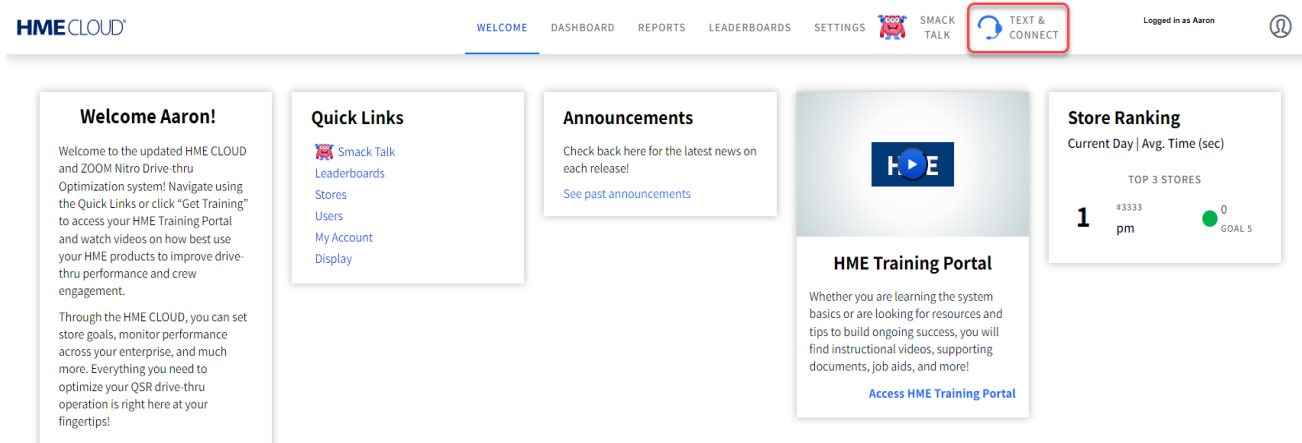 HME CLOUD®
WELCOME
DASHBOARD
REPORTS
LEADERBOARDS
SETTINGS
SMACK
TALK
TEXT &
CONNECT
Logged in as Aaron
Welcome Aaron!
Welcome to the updated HME CLOUD
and ZOOM Nitro Drive-thru
Optimization system! Navigate using
the Quick Links or click “Get Training”
to access your HME Training Portal
and watch videos on how best use
your HME products to improve drive-
thru performance and crew
engagement.
Through the HME CLOUD, you can set
store goals, monitor performance
across your enterprise, and much
more. Everything you need to
optimize your QSR drive-thru
operation is right here at your
fingertips!
Quick Links
Smack Talk
Leaderboards
Stores
Users
My Account
Display
Announcements
Check back here for the latest news on
each release!
See past announcements
HME Training Portal
Whether you are learning the system
basics or are looking for resources and
tips to build ongoing success, you will
find instructional videos, supporting
documents, job aids, and more!
Access HME Training Portal
Store Ranking
Current Day | Avg. Time (sec)
TOP 3 STORES
1
#3333
pm
0
GOAL 5